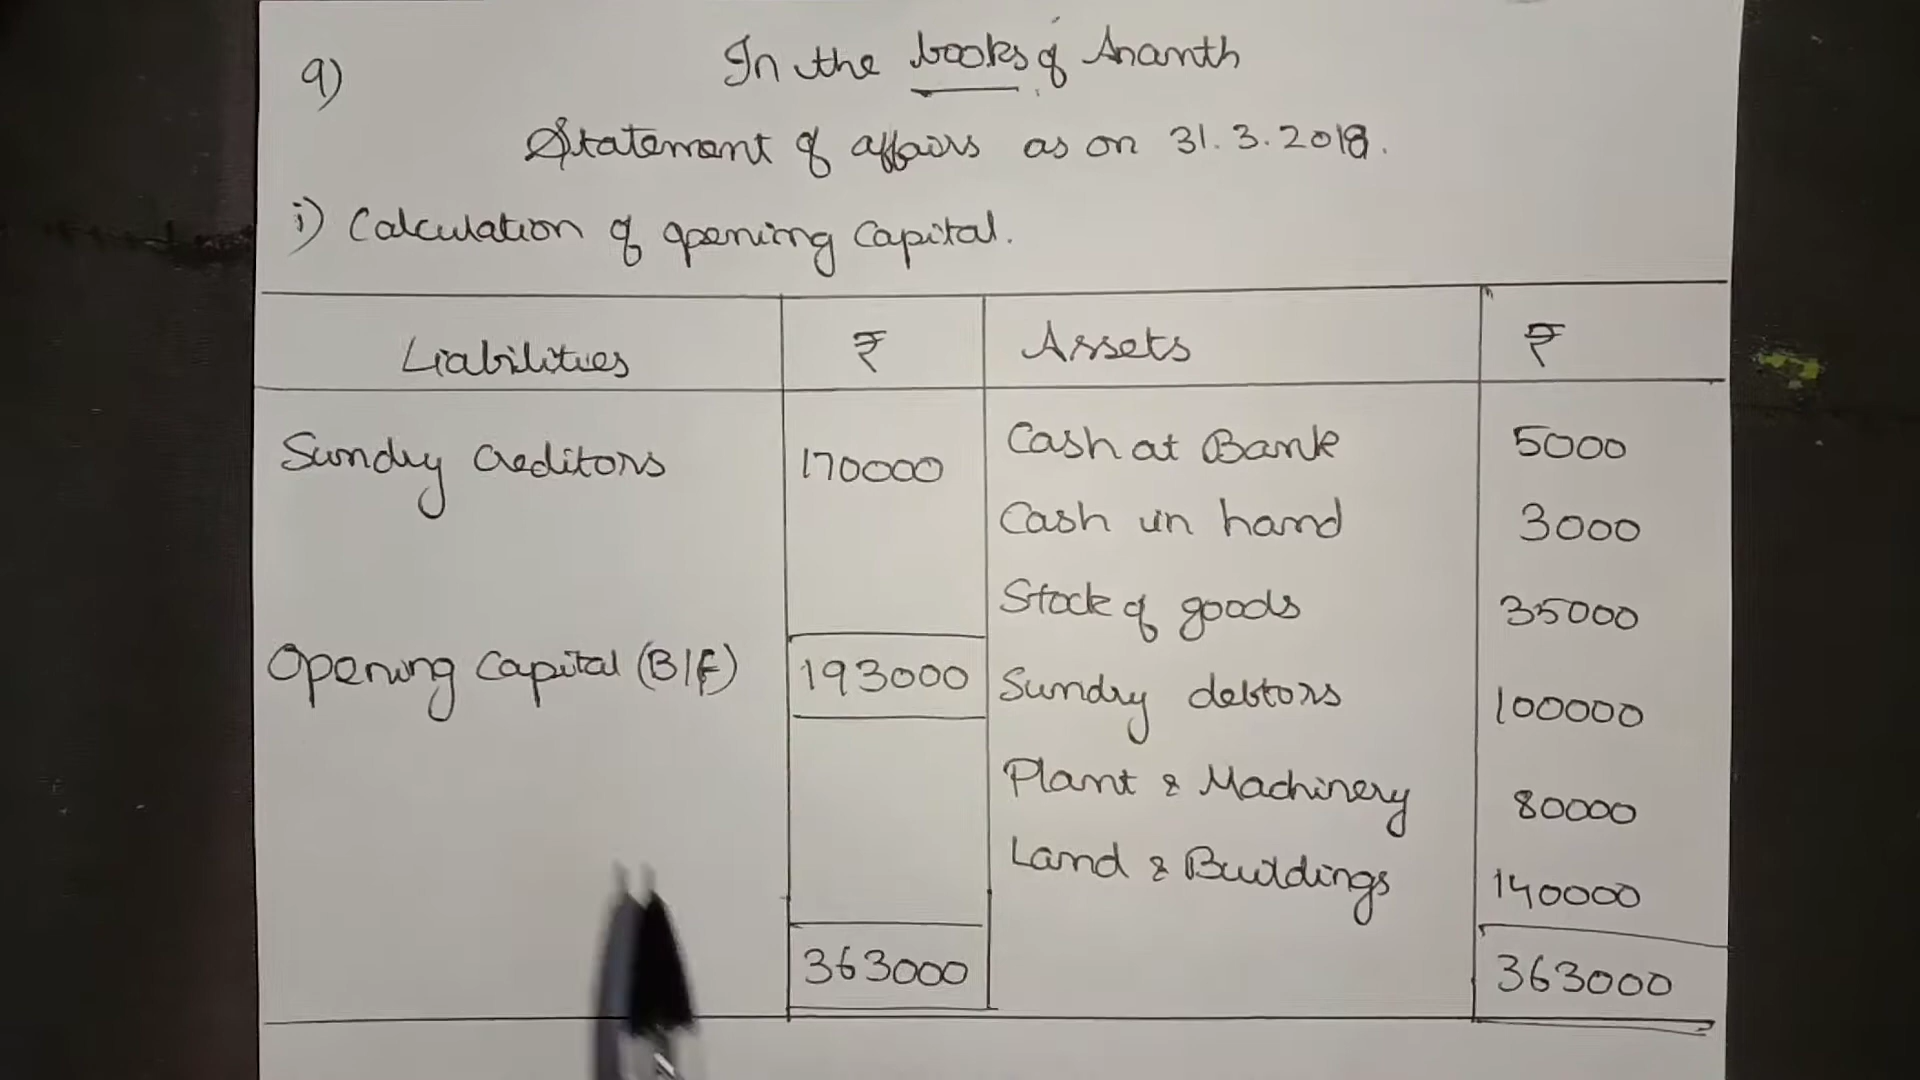 9)
In the books of Ananth
Statement of affairs as on 31.3.2018.
i) Calculation of opening capital.
Liabilities ₹ Assets ₹
Sundry creditors 170000 Cash at Bank 5000
Cash in hand 3000
Stock of goods 35000
Opening capital (B/F) 193000 Sundry debtors 100000
Plant & Machinery 80000
Land & Buildings 140000
363000 363000